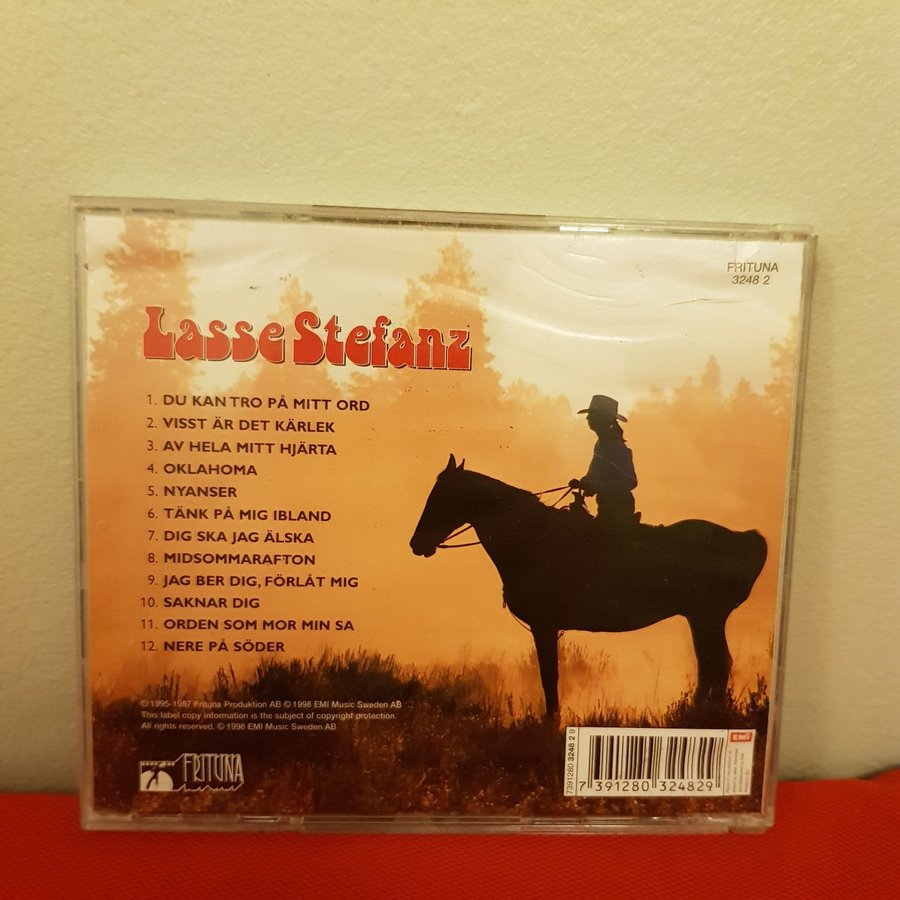 FRITUNA
3248 2
Lasse Stefanz
1. DU KAN TRO PÅ MITT ORD
2. VISST ÄR DET KÄRLEK
3. AV HELA MITT HJÄRTA
4. OKLAHOMA
5. NYANSER
6. TÄNK PÅ MIG IBLAND
7. DIG SKA JAG ÄLSKA
8. MIDSOMMARAFTON
9. JAG BER DIG, FÖRLÅT MIG
10. SAKNAR DIG
11. ORDEN SOM MOR MIN SA
12. NERE PÅ SÖDER
℗ 1995-1997 Frituna Produktion AB © 1998 EMI Music Sweden AB
This label copy information is the subject of copyright protection.
All rights reserved. © 1998 EMI Music Sweden AB
FRITUNA
7391280 3248 2 9
EMI
7 391280 324829